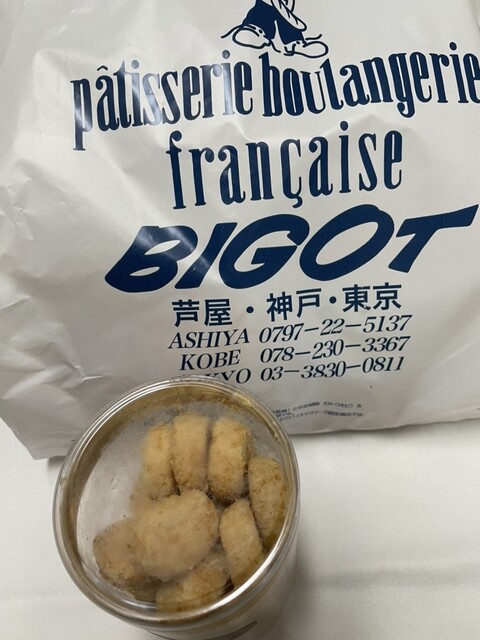 pâtisserie boulangerie
française
BIGOT
芦屋・神戸・東京
ASHIYA 0797-22-5137
KOBE 078-230-3367
KYO 03-3830-0811